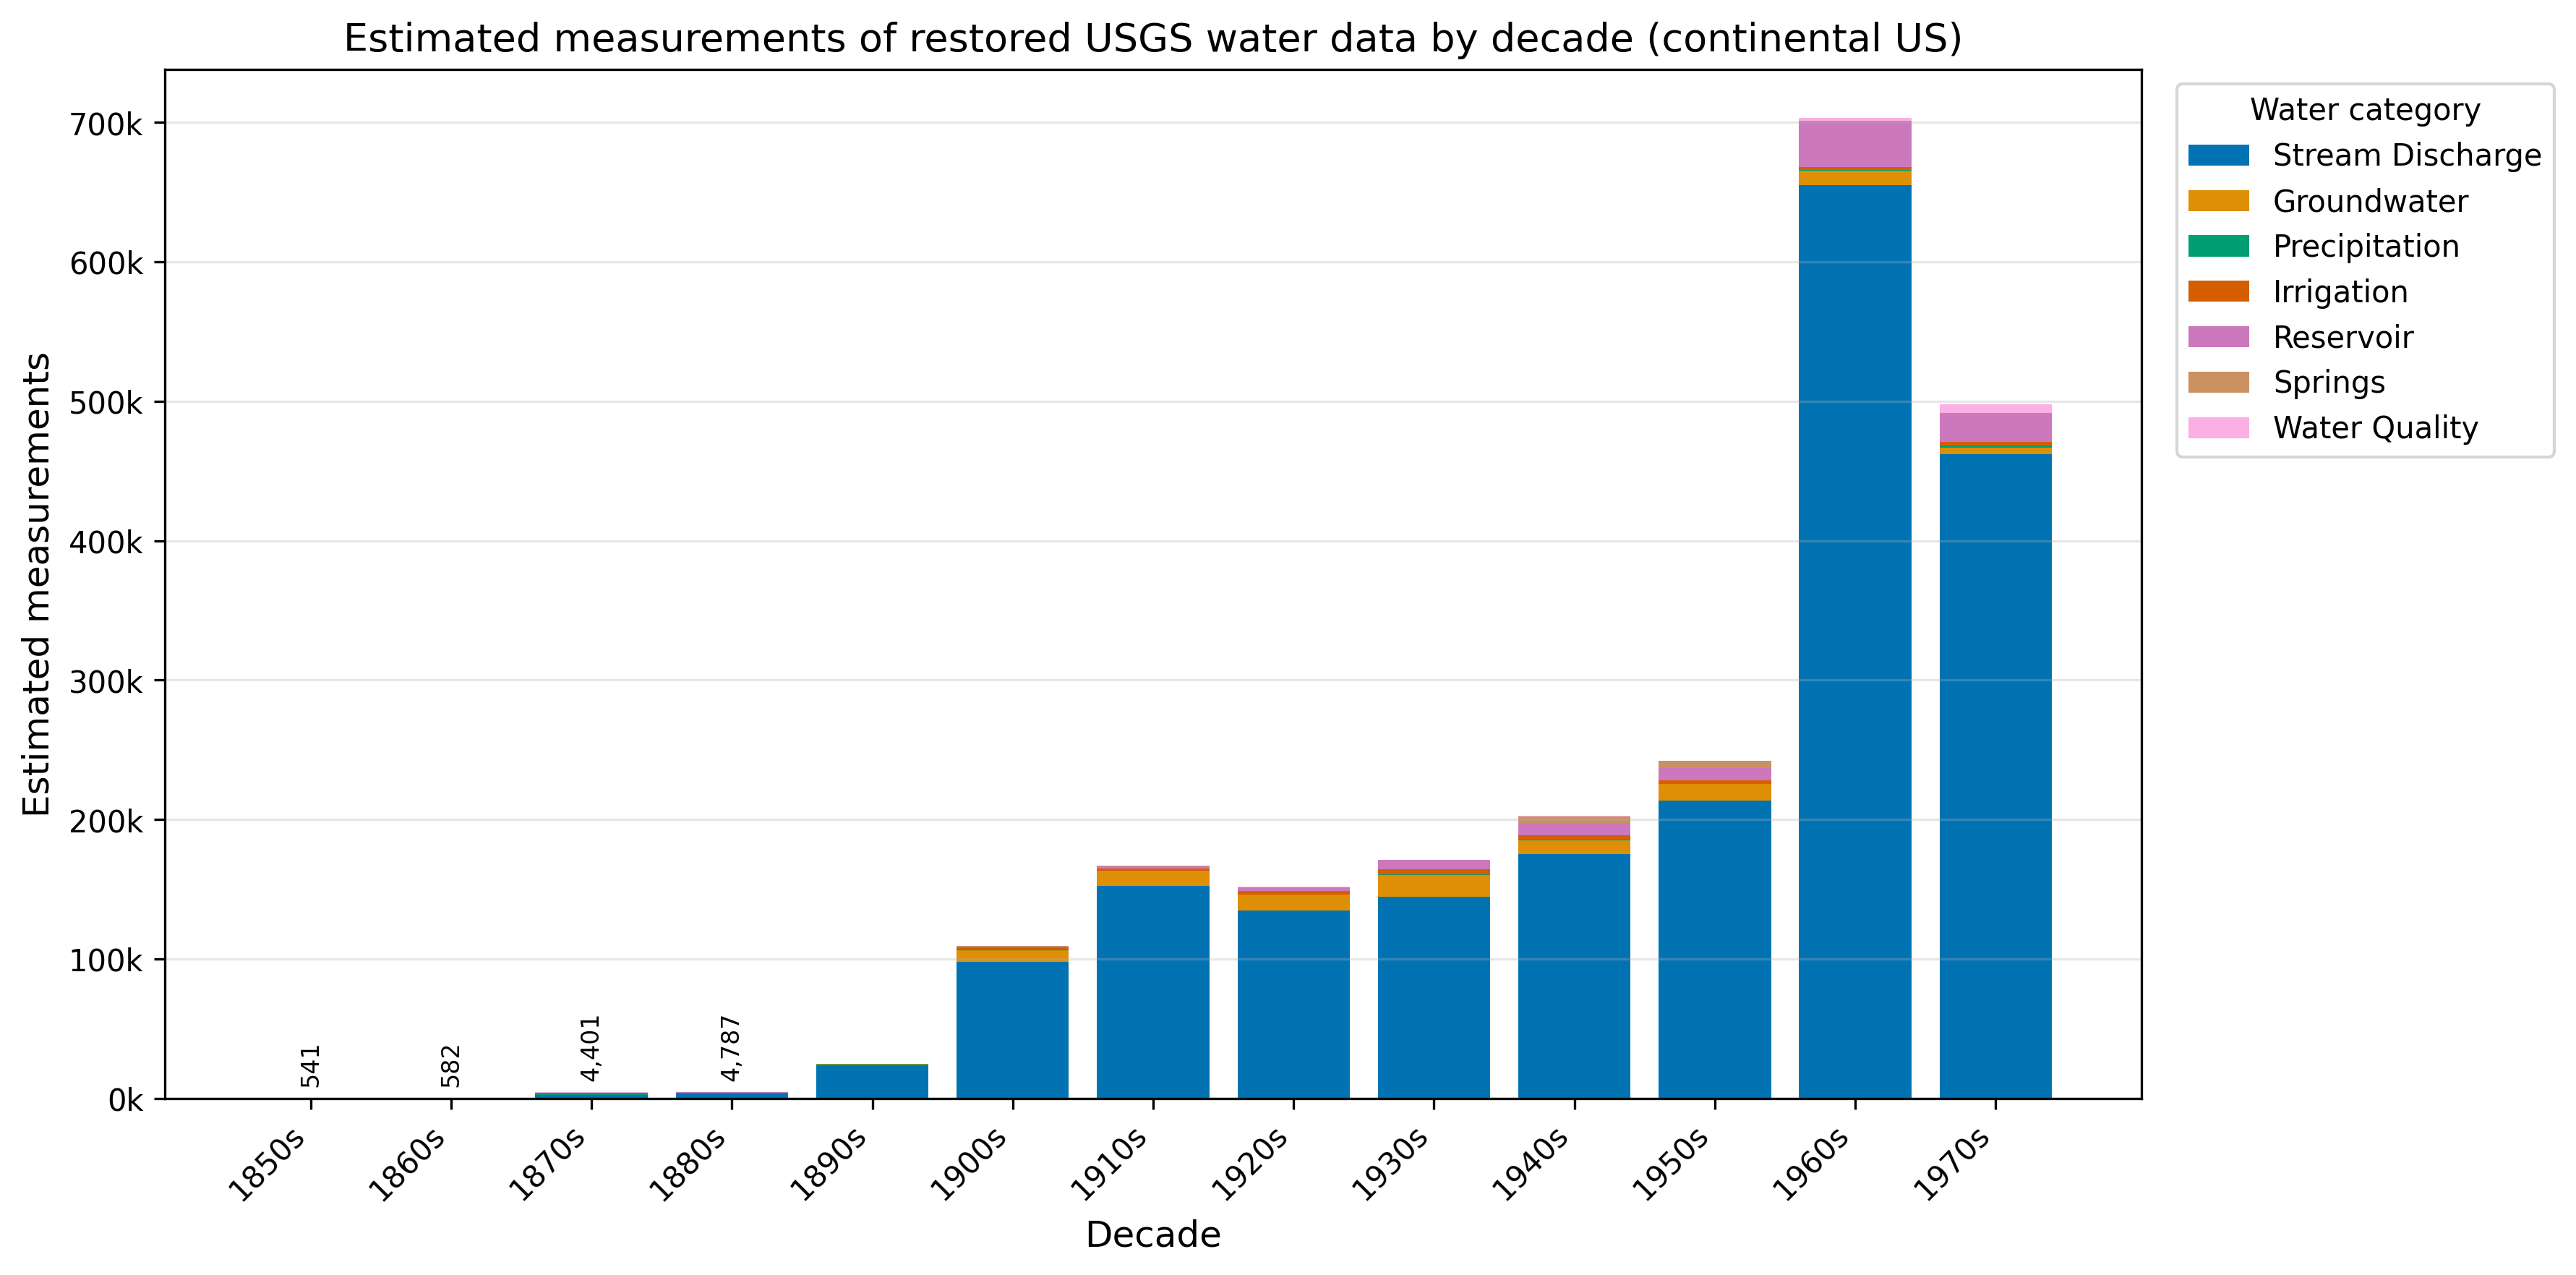 Estimated measurements of restored USGS water data by decade (continental US)
Estimated measurements
700k
600k
500k
400k
300k
200k
100k
0k
541
582
4,401
4,787
1850s
1860s
1870s
1880s
1890s
1900s
1910s
1920s
1930s
1940s
1950s
1960s
1970s
Decade
Water category
Stream Discharge
Groundwater
Precipitation
Irrigation
Reservoir
Springs
Water Quality